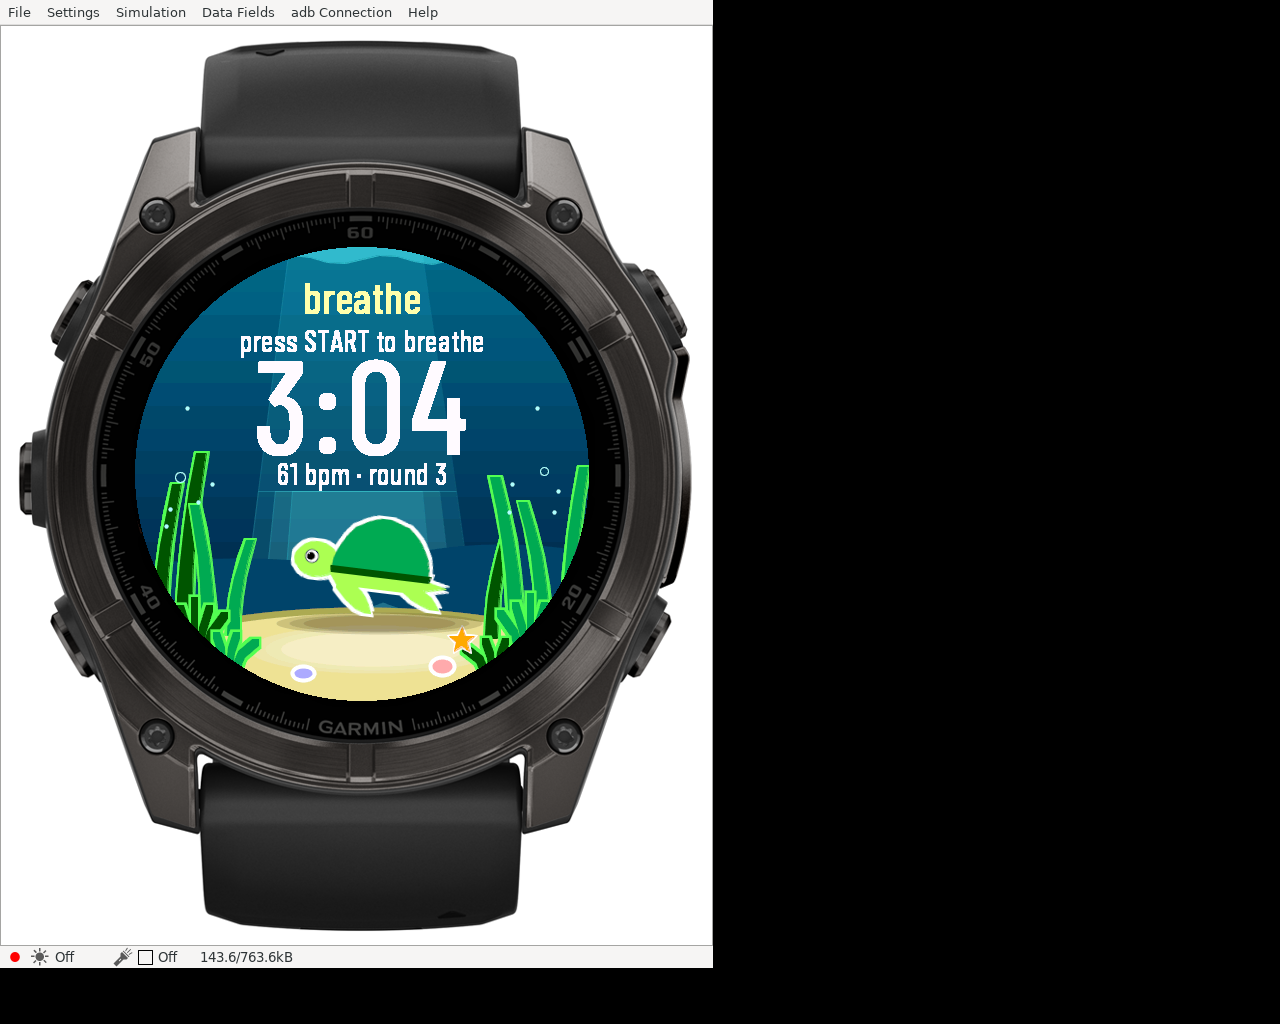 File Settings Simulation Data Fields adb Connection Help
60
breathe
press START to breathe
3:04
61 bpm · round 3
50
40
20
GARMIN
Off Off 143.6/763.6kB